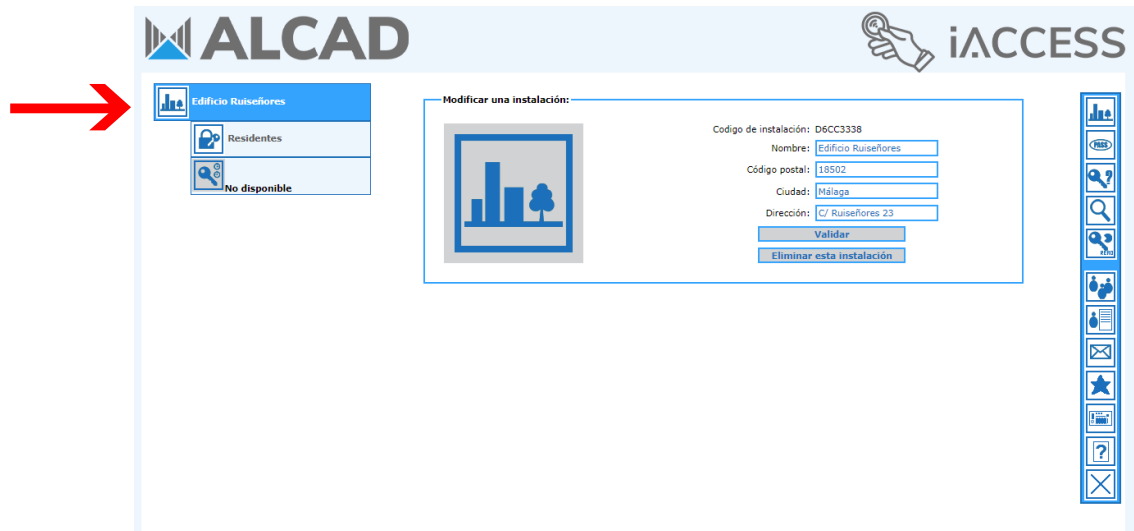 ALCAD
iACCESS
Edificio Ruiseñores
Residentes
No disponible
Modificar una instalación:
Codigo de instalación: D6CC3338
Nombre: Edificio Ruiseñores
Código postal: 18502
Ciudad: Málaga
Dirección: C/ Ruiseñores 23
Validar
Eliminar esta instalación
PASS
?
?